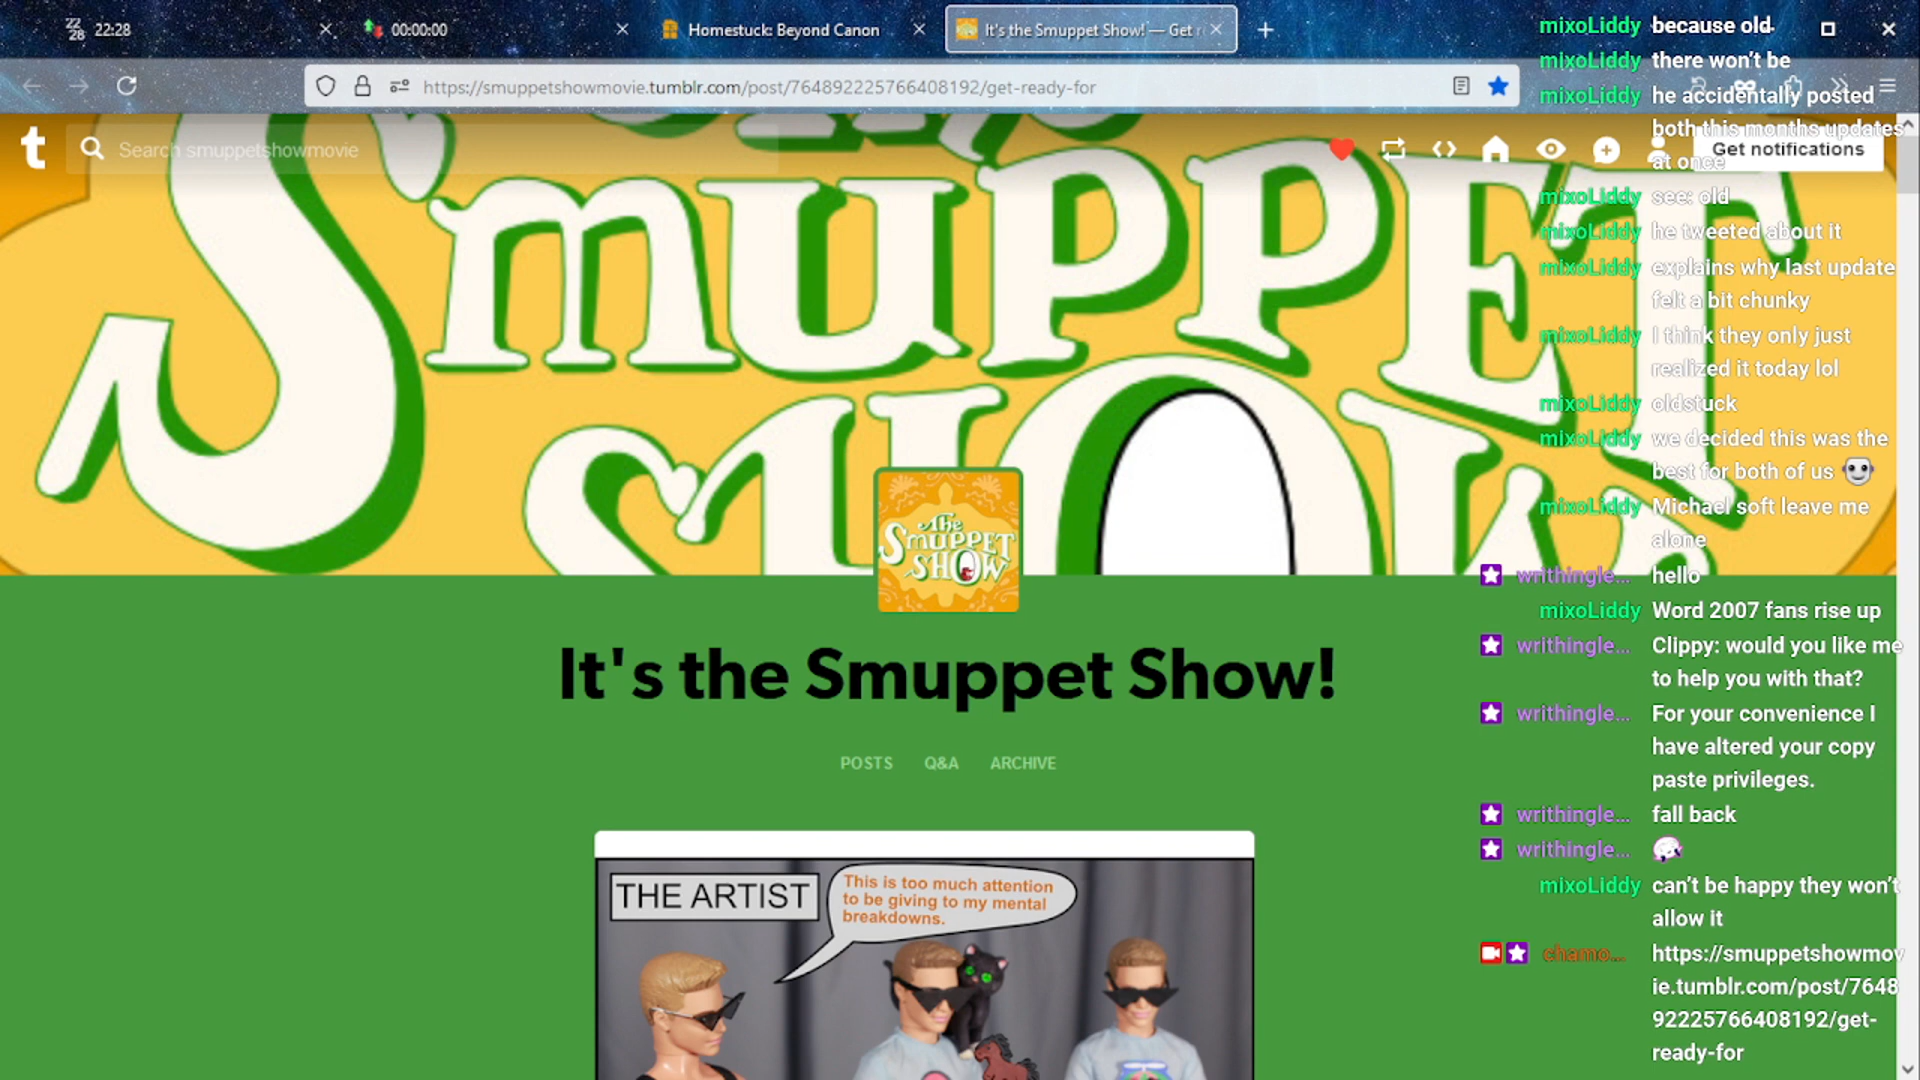 22:28
00:00:00
Homestuck: Beyond Canon
It's the Smuppet Show! — Get r
https://smuppetshowmovie.tumblr.com/post/764892225766408192/get-ready-for
Search smuppetshowmovie
Get notifications
SMUPPET
SHOW
The
SMUPPET
SHOW
It's the Smuppet Show!
POSTS Q&A ARCHIVE
THE ARTIST
This is too much attention
to be giving to my mental
breakdowns.
mixoLiddy because old
mixoLiddy there won't be
mixoLiddy he accidentally posted
both this months updates
at once
mixoLiddy see: old
mixoLiddy he tweeted about it
mixoLiddy explains why last update
felt a bit chunky
mixoLiddy I think they only just
realized it today lol
mixoLiddy oldstuck
mixoLiddy we decided this was the
best for both of us
mixoLiddy Michael soft leave me
alone
writhingle... hello
mixoLiddy Word 2007 fans rise up
writhingle... Clippy: would you like me
to help you with that?
writhingle... For your convenience I
have altered your copy
paste privileges.
writhingle... fall back
writhingle...
mixoLiddy can't be happy they won't
allow it
chamo... https://smuppetshowmov
ie.tumblr.com/post/7648
92225766408192/get-
ready-for